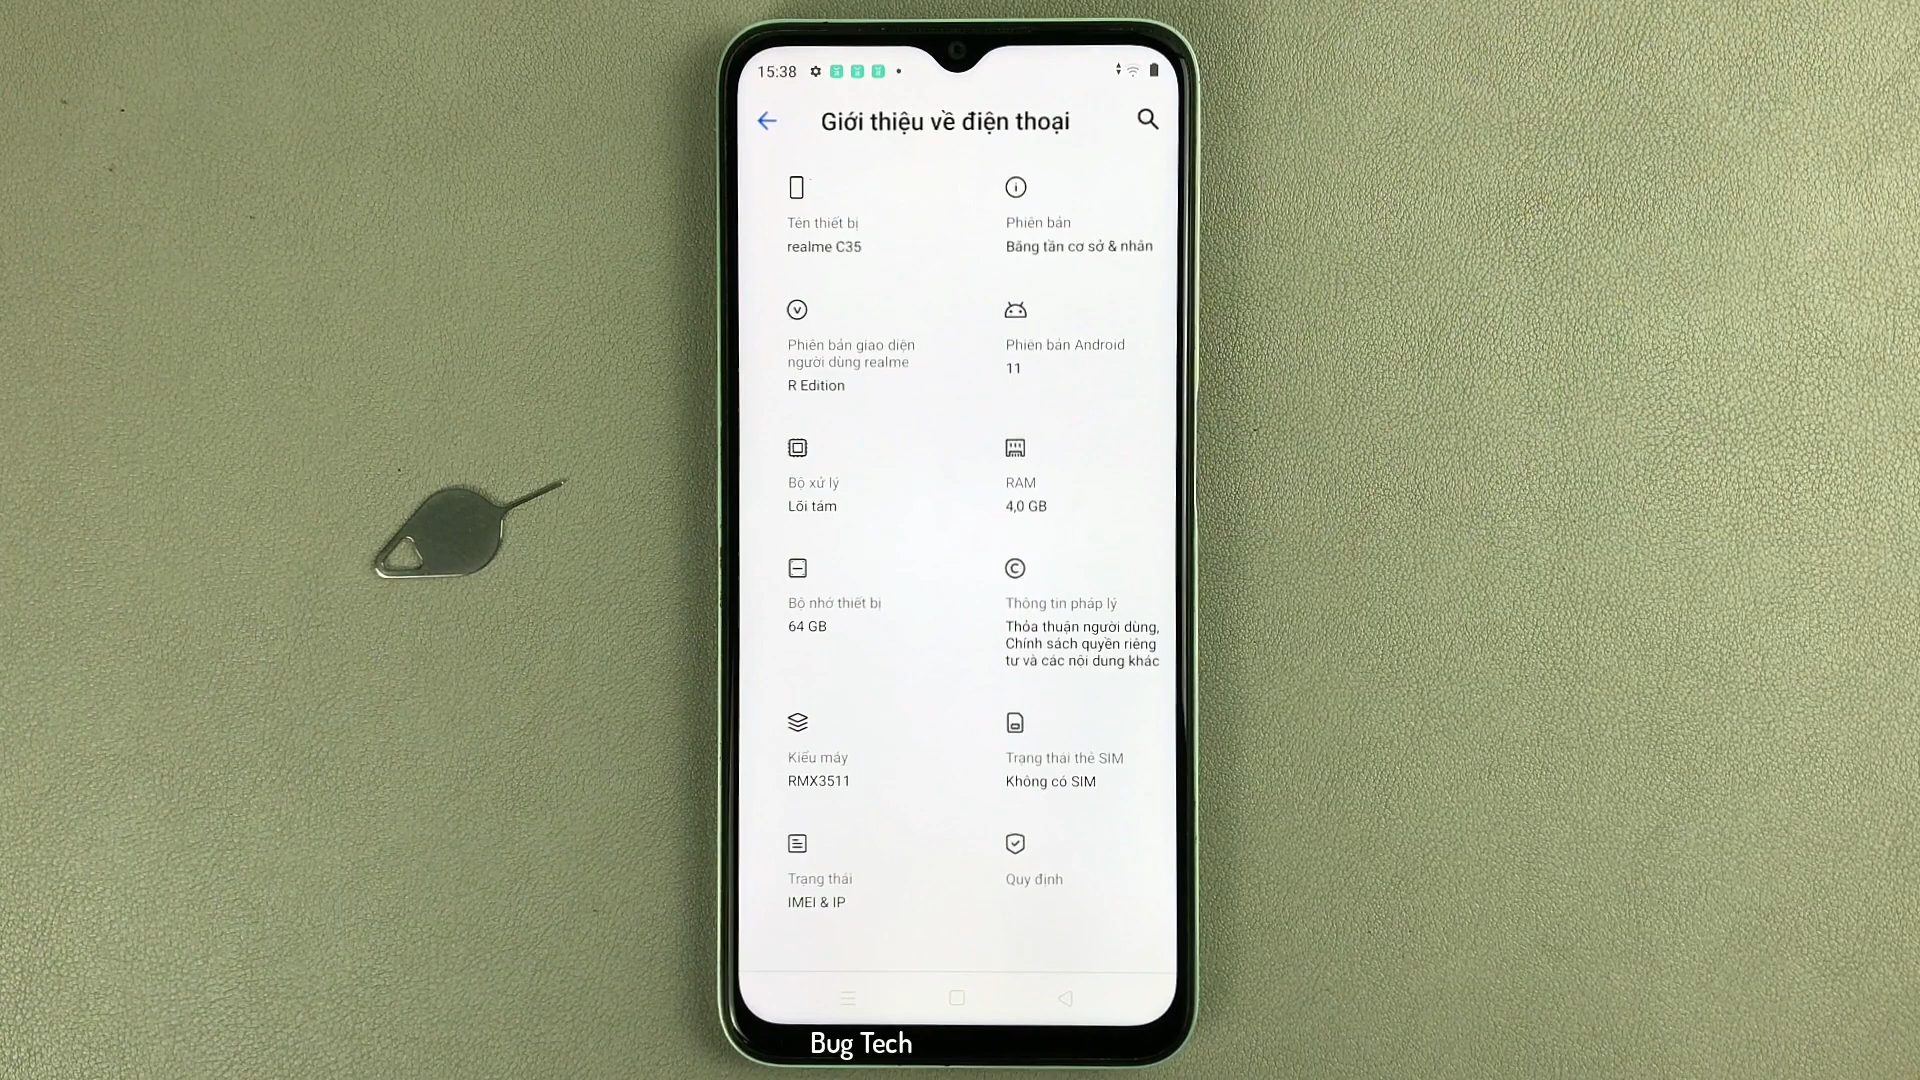 15:38
Giới thiệu về điện thoại
Tên thiết bị
realme C35
Phiên bản
Băng tần cơ sở & nhân
Phiên bản giao diện
người dùng realme
R Edition
Phiên bản Android
11
Bộ xử lý
Lõi tám
RAM
4,0 GB
Bộ nhớ thiết bị
64 GB
Thông tin pháp lý
Thỏa thuận người dùng,
Chính sách quyền riêng
tư và các nội dung khác
Kiểu máy
RMX3511
Trạng thái thẻ SIM
Không có SIM
Trạng thái
IMEI & IP
Quy định
Bug Tech